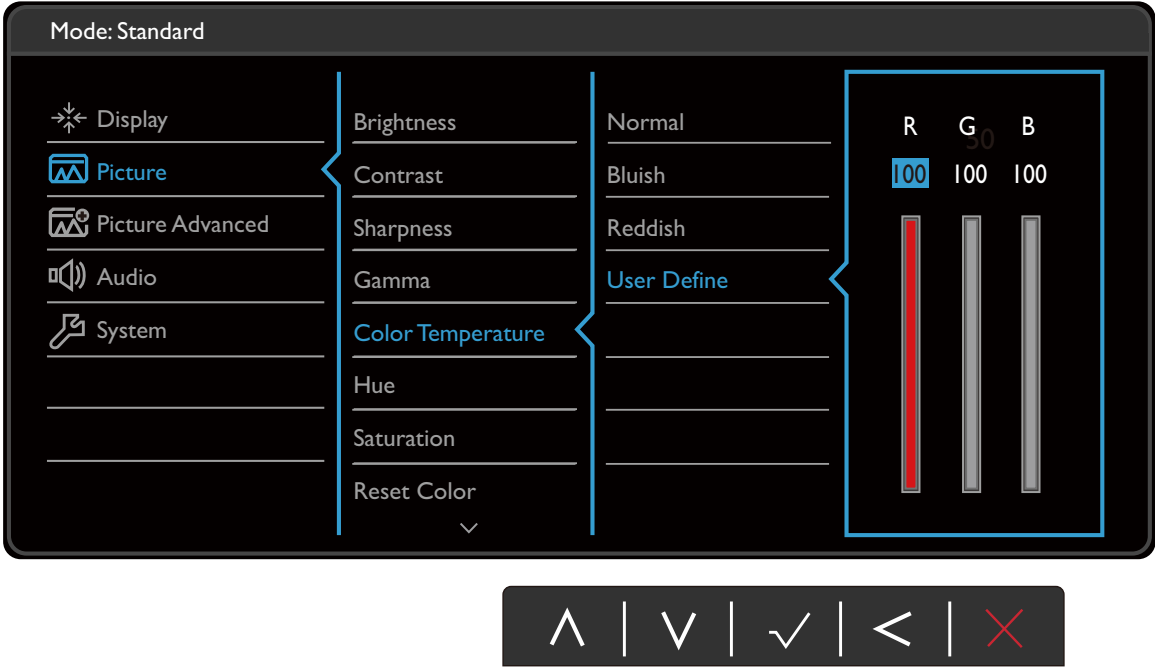 Mode: Standard
Display
Picture
Picture Advanced
Audio
System
Brightness
Contrast
Sharpness
Gamma
Color Temperature
Hue
Saturation
Reset Color
Normal
Bluish
Reddish
User Define
R G B
50
100 100 100